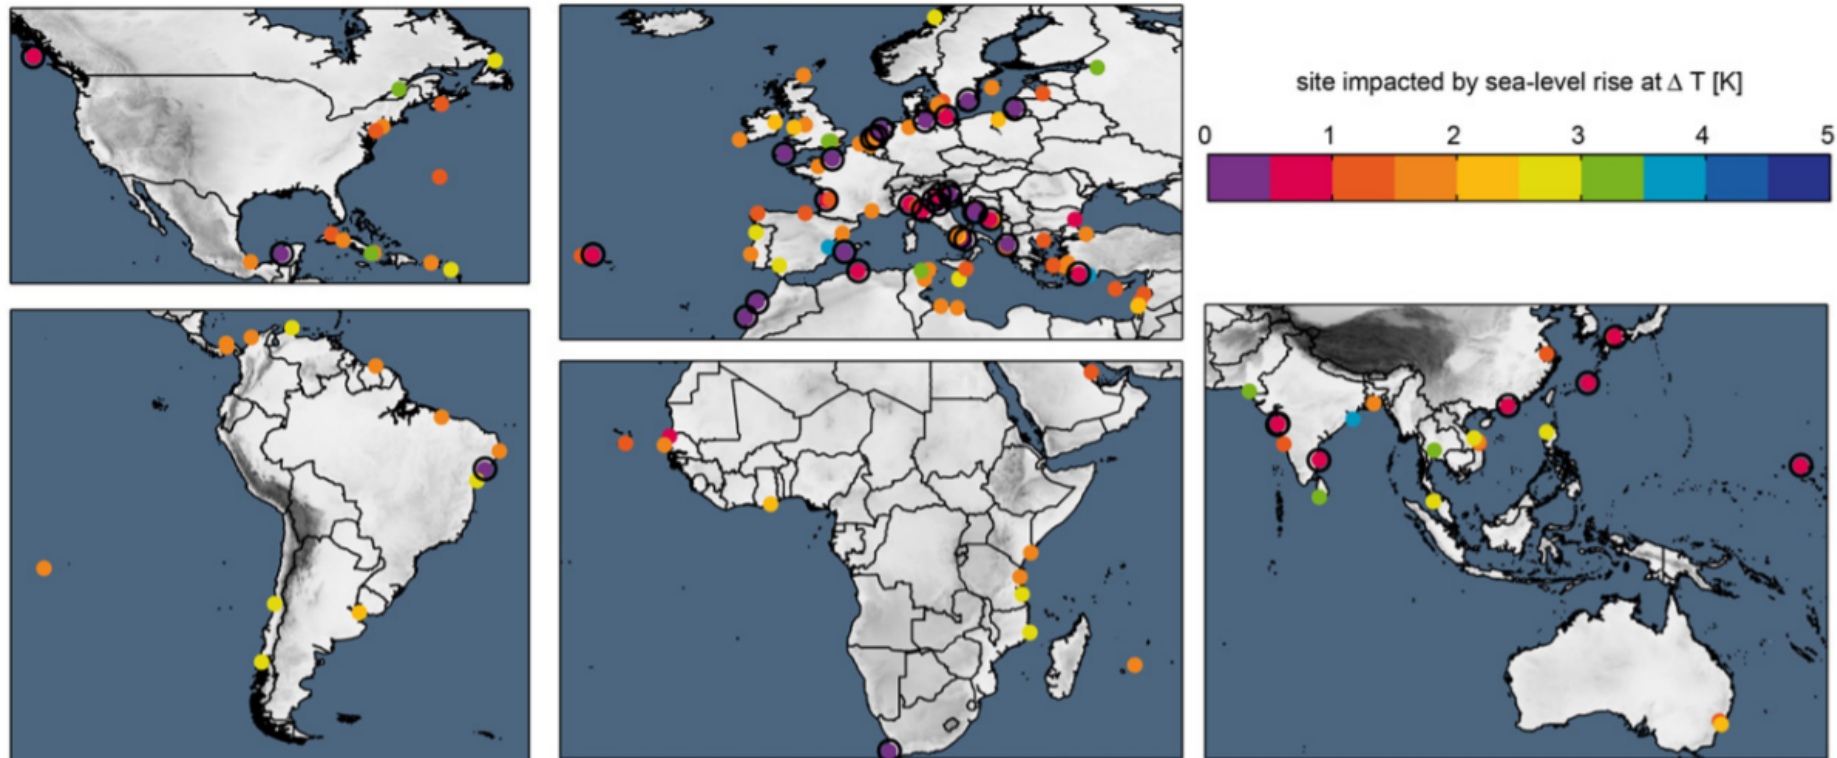 site impacted by sea-level rise at Δ T [K]
0 1 2 3 4 5